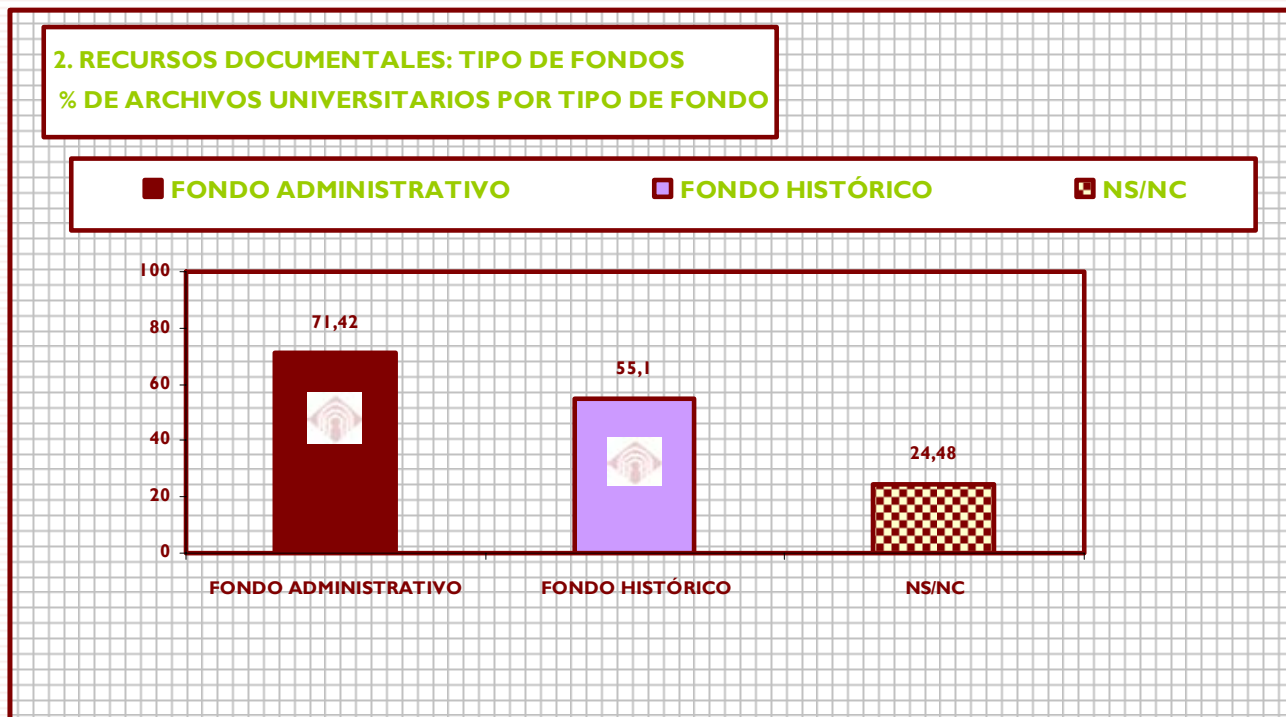 2. RECURSOS DOCUMENTALES: TIPO DE FONDOS
% DE ARCHIVOS UNIVERSITARIOS POR TIPO DE FONDO
FONDO ADMINISTRATIVO FONDO HISTÓRICO NS/NC
100
80
60
40
20
0
71,42
55,1
24,48
FONDO ADMINISTRATIVO FONDO HISTÓRICO NS/NC